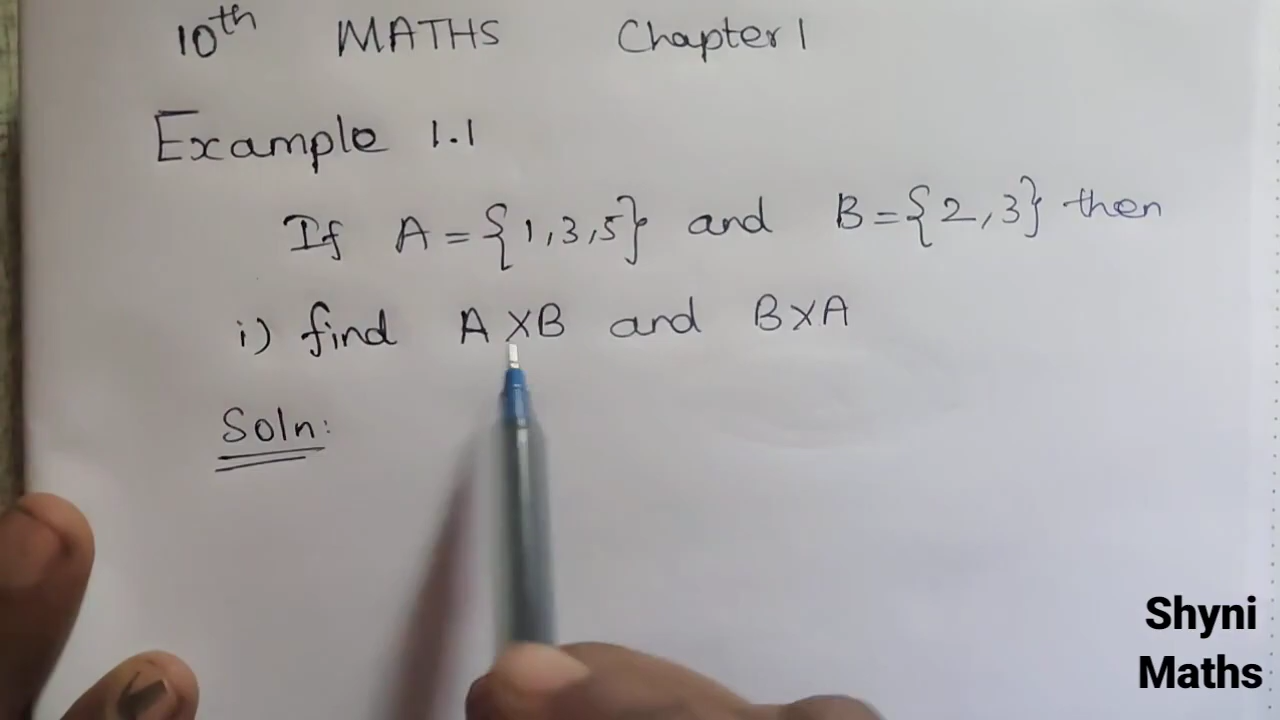 10th MATHS Chapter 1
Example 1.1
If A = {1,3,5} and B = {2,3} then
i) find A X B and B X A
Soln:
Shyni
Maths